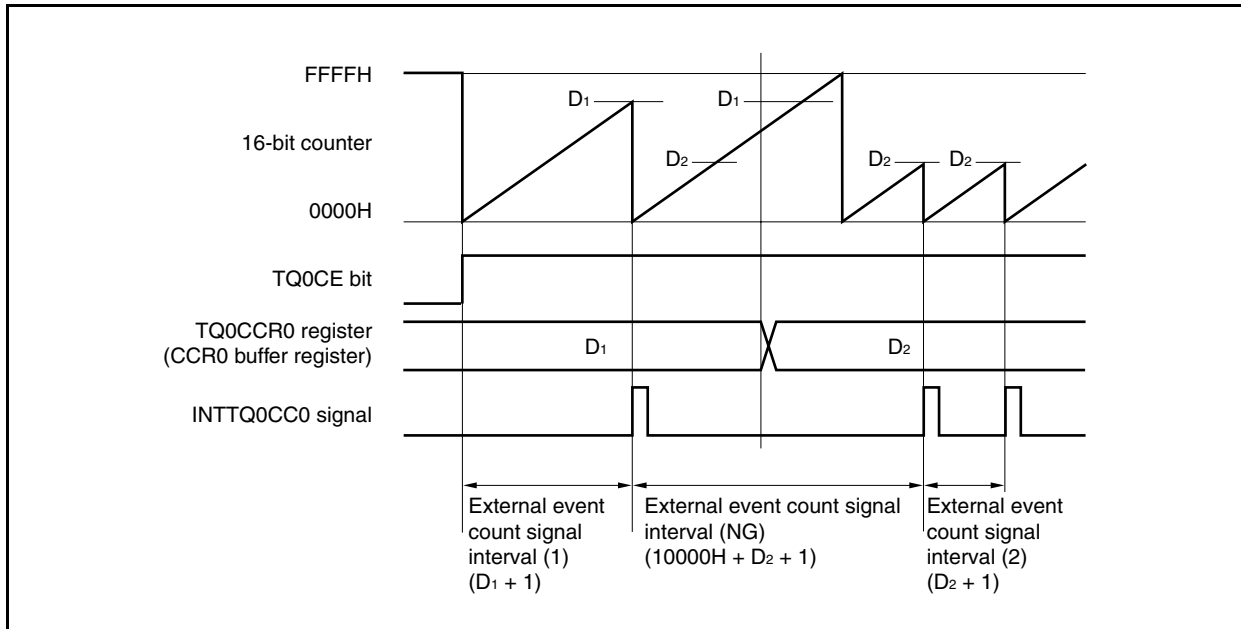 FFFFH
D1
D1
16-bit counter
D2
D2
D2
0000H
TQ0CE bit
TQ0CCR0 register
(CCR0 buffer register)
D1
D2
INTTQ0CC0 signal
External event
count signal
interval (1)
(D1 + 1)
External event count signal
interval (NG)
(10000H + D2 + 1)
External event
count signal
interval (2)
(D2 + 1)